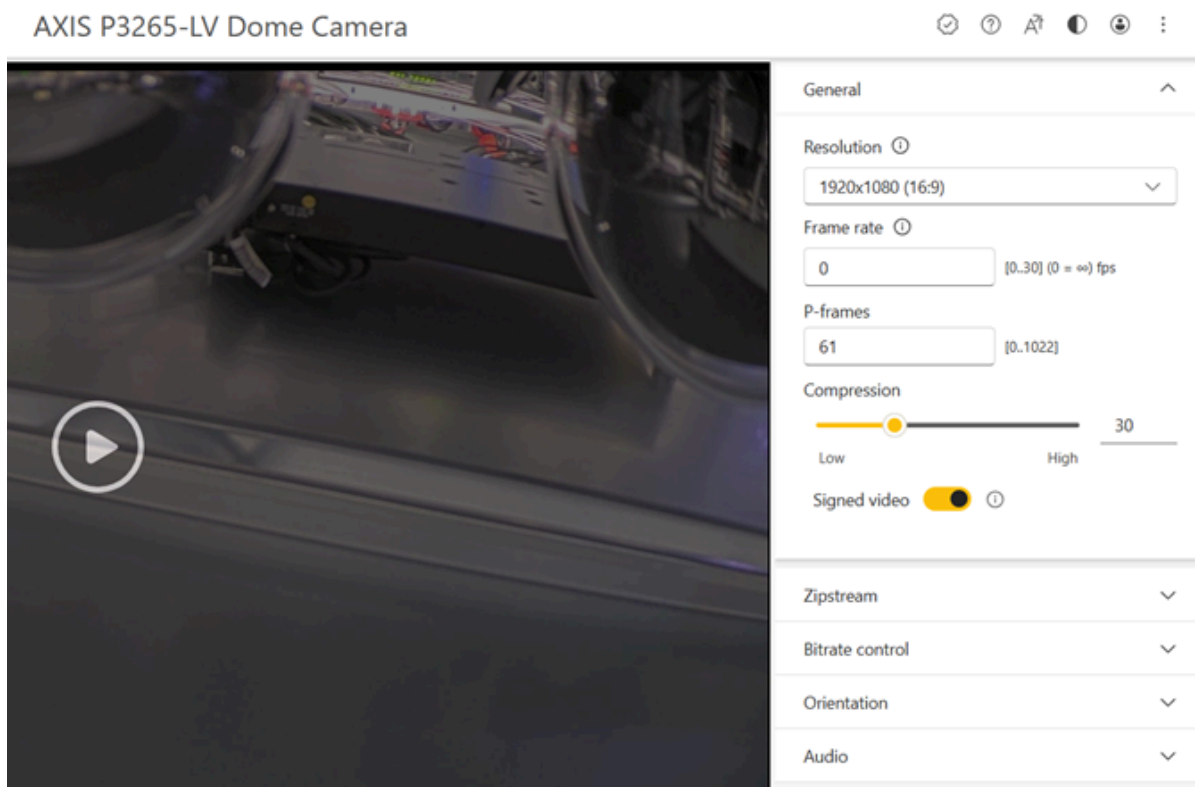 AXIS P3265-LV Dome Camera
General
Resolution
1920x1080 (16:9)
Frame rate
0 [0..30] (0 = ∞) fps
P-frames
61 [0..1022]
Compression
30
Low High
Signed video
Zipstream
Bitrate control
Orientation
Audio